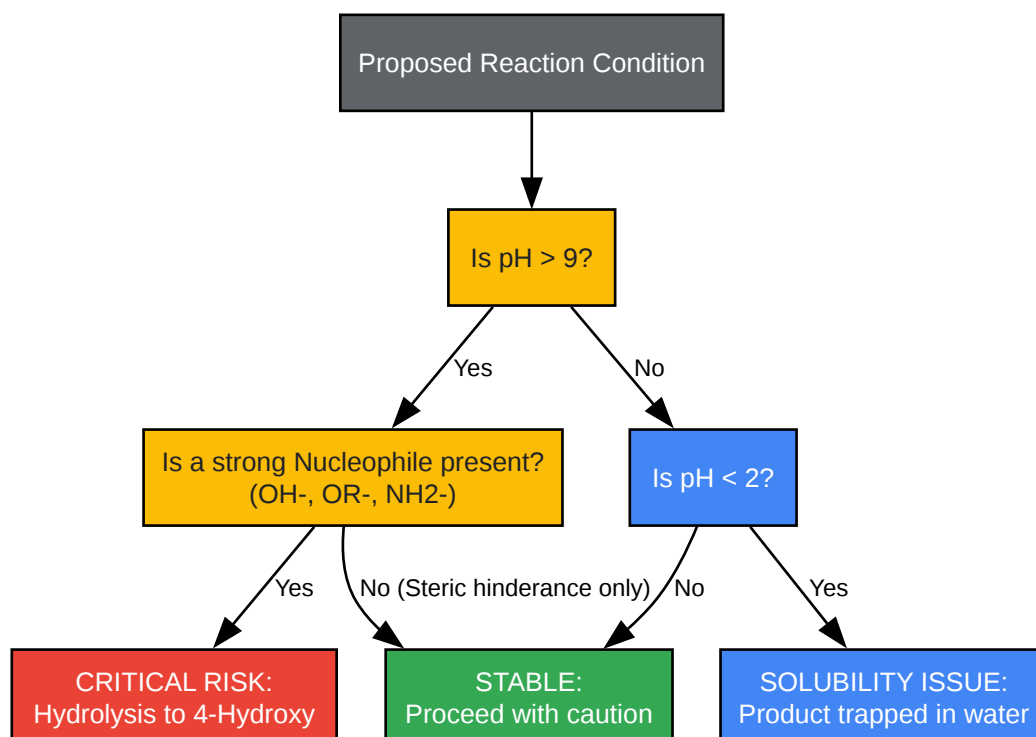 Proposed Reaction Condition
Is pH > 9?
Yes
No
Is a strong Nucleophile present?
(OH-, OR-, NH2-)
Is pH < 2?
Yes
No (Steric hinderance only)
No
Yes
CRITICAL RISK:
Hydrolysis to 4-Hydroxy
STABLE:
Proceed with caution
SOLUBILITY ISSUE:
Product trapped in water